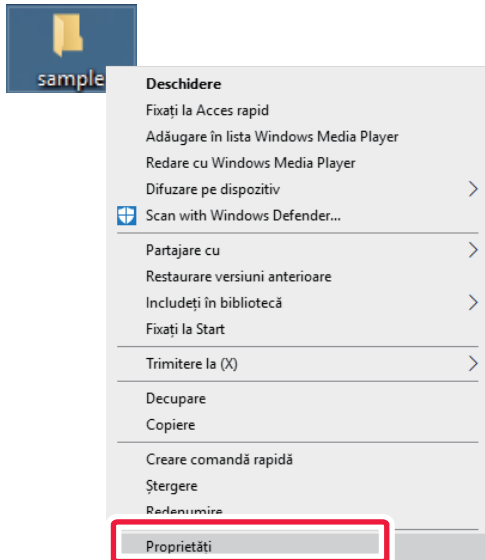 sample
Deschidere
Fixați la Acces rapid
Adăugare în lista Windows Media Player
Redare cu Windows Media Player
Difuzare pe dispozitiv
Scan with Windows Defender...
Partajare cu
Restaurare versiuni anterioare
Includeți în bibliotecă
Fixați la Start
Trimitere la (X)
Decupare
Copiere
Creare comandă rapidă
Ștergere
Redenumire
Proprietăți